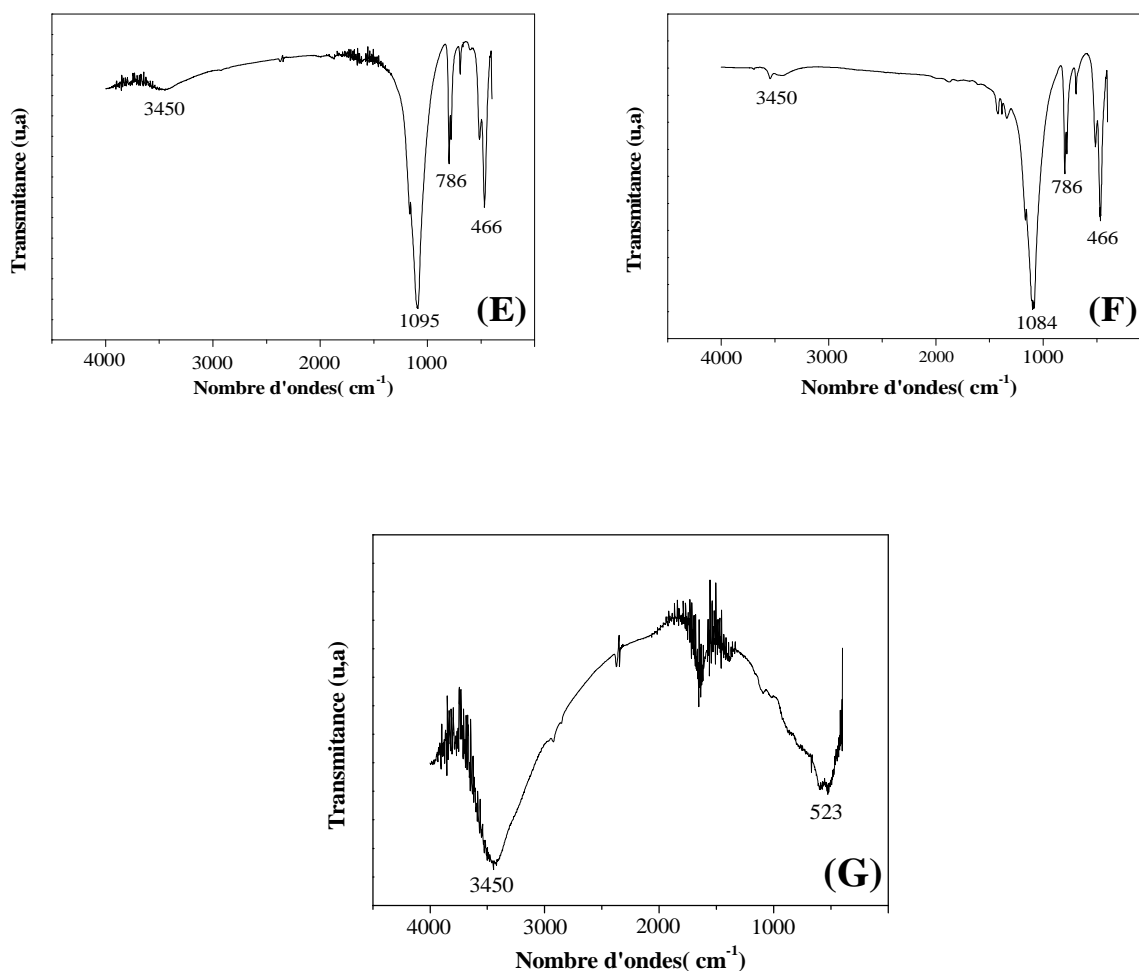 Transmitance (u,a)
3450
786
466
1095
(E)
4000 3000 2000 1000
Nombre d'ondes( cm-1)
Transmitance (u,a)
3450
786
466
1084
(F)
4000 3000 2000 1000
Nombre d'ondes( cm-1)
Transmitance (u,a)
523
3450
(G)
4000 3000 2000 1000
Nombre d'ondes( cm-1)